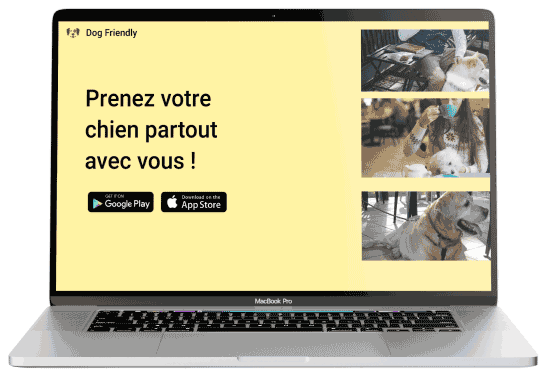 Dog Friendly
Prenez votre
chien partout
avec vous !
GET IT ON
Google Play
Download on the
App Store
MacBook Pro